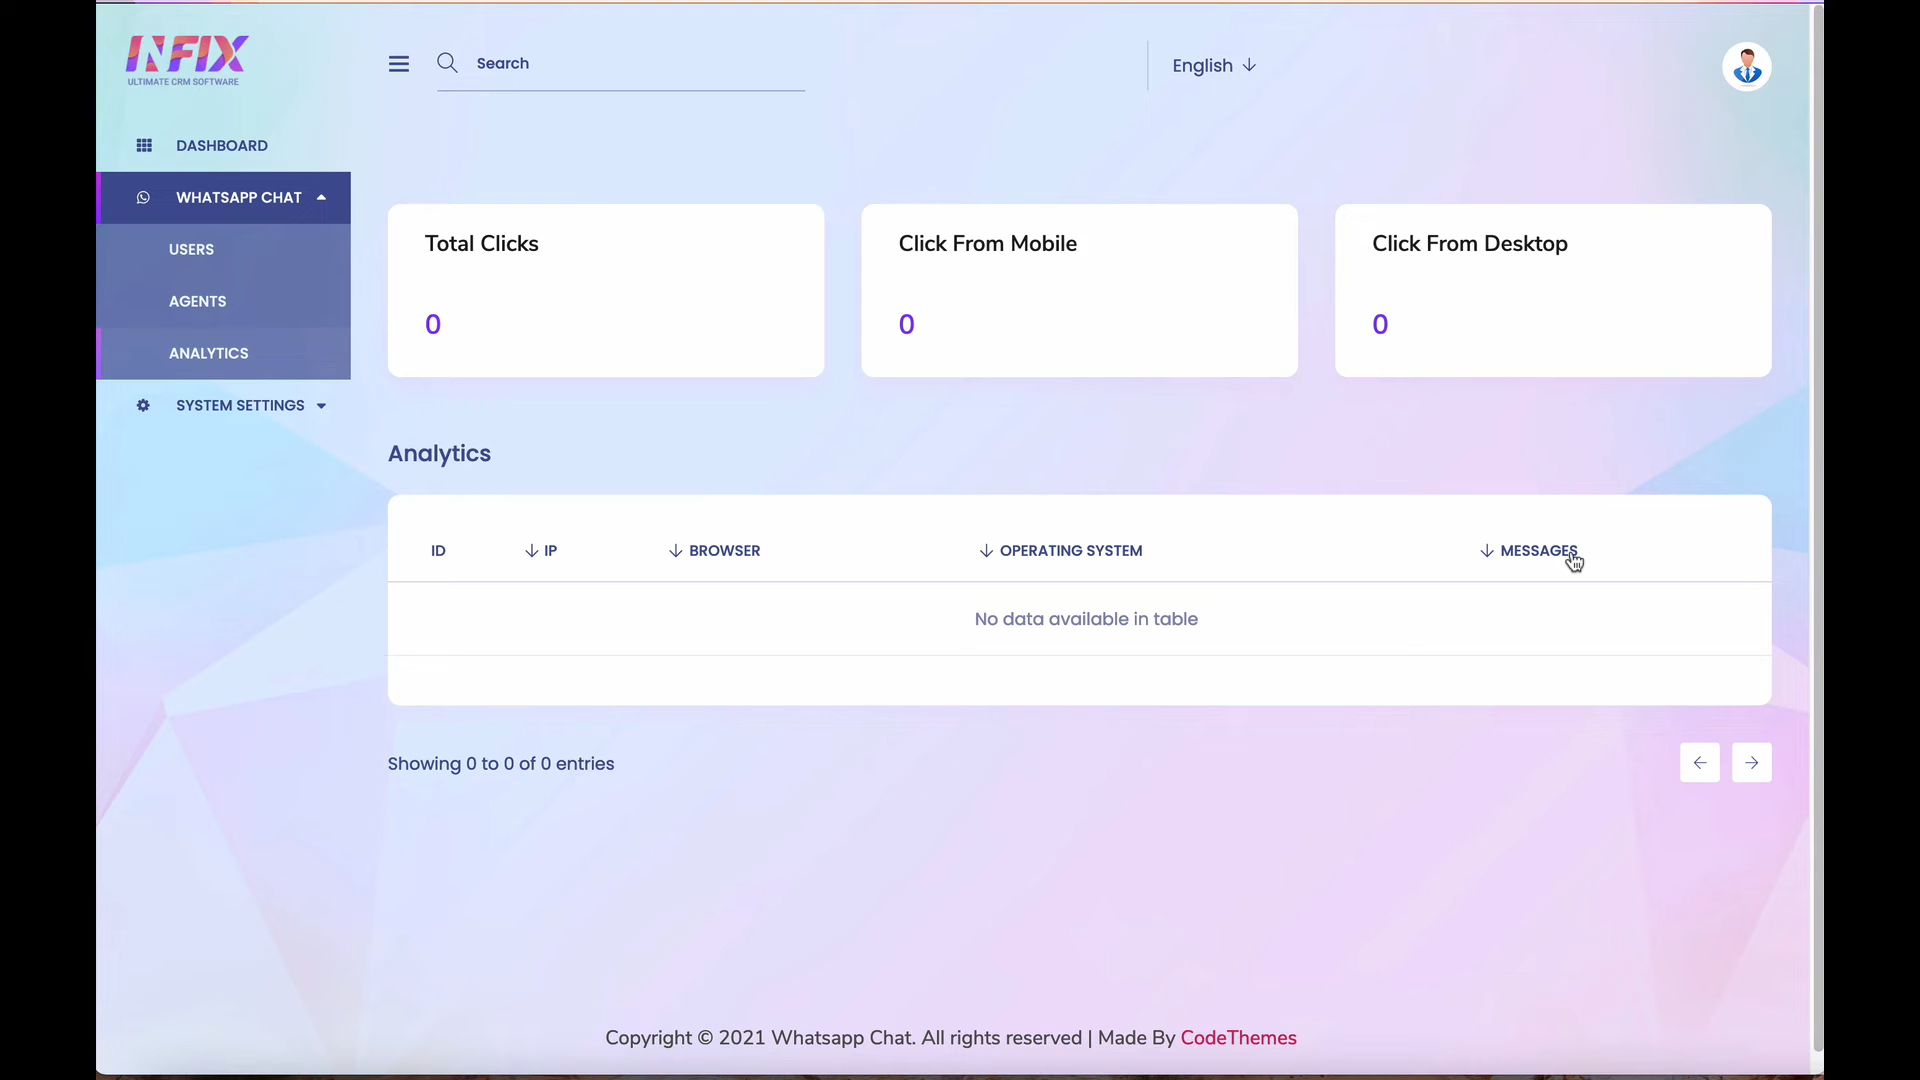 INFIX
ULTIMATE CRM SOFTWARE
Search
English
DASHBOARD
WHATSAPP CHAT
USERS
AGENTS
ANALYTICS
SYSTEM SETTINGS
Total Clicks
0
Click From Mobile
0
Click From Desktop
0
Analytics
ID IP BROWSER OPERATING SYSTEM MESSAGES
No data available in table
Showing 0 to 0 of 0 entries
Copyright © 2021 Whatsapp Chat. All rights reserved | Made By CodeThemes